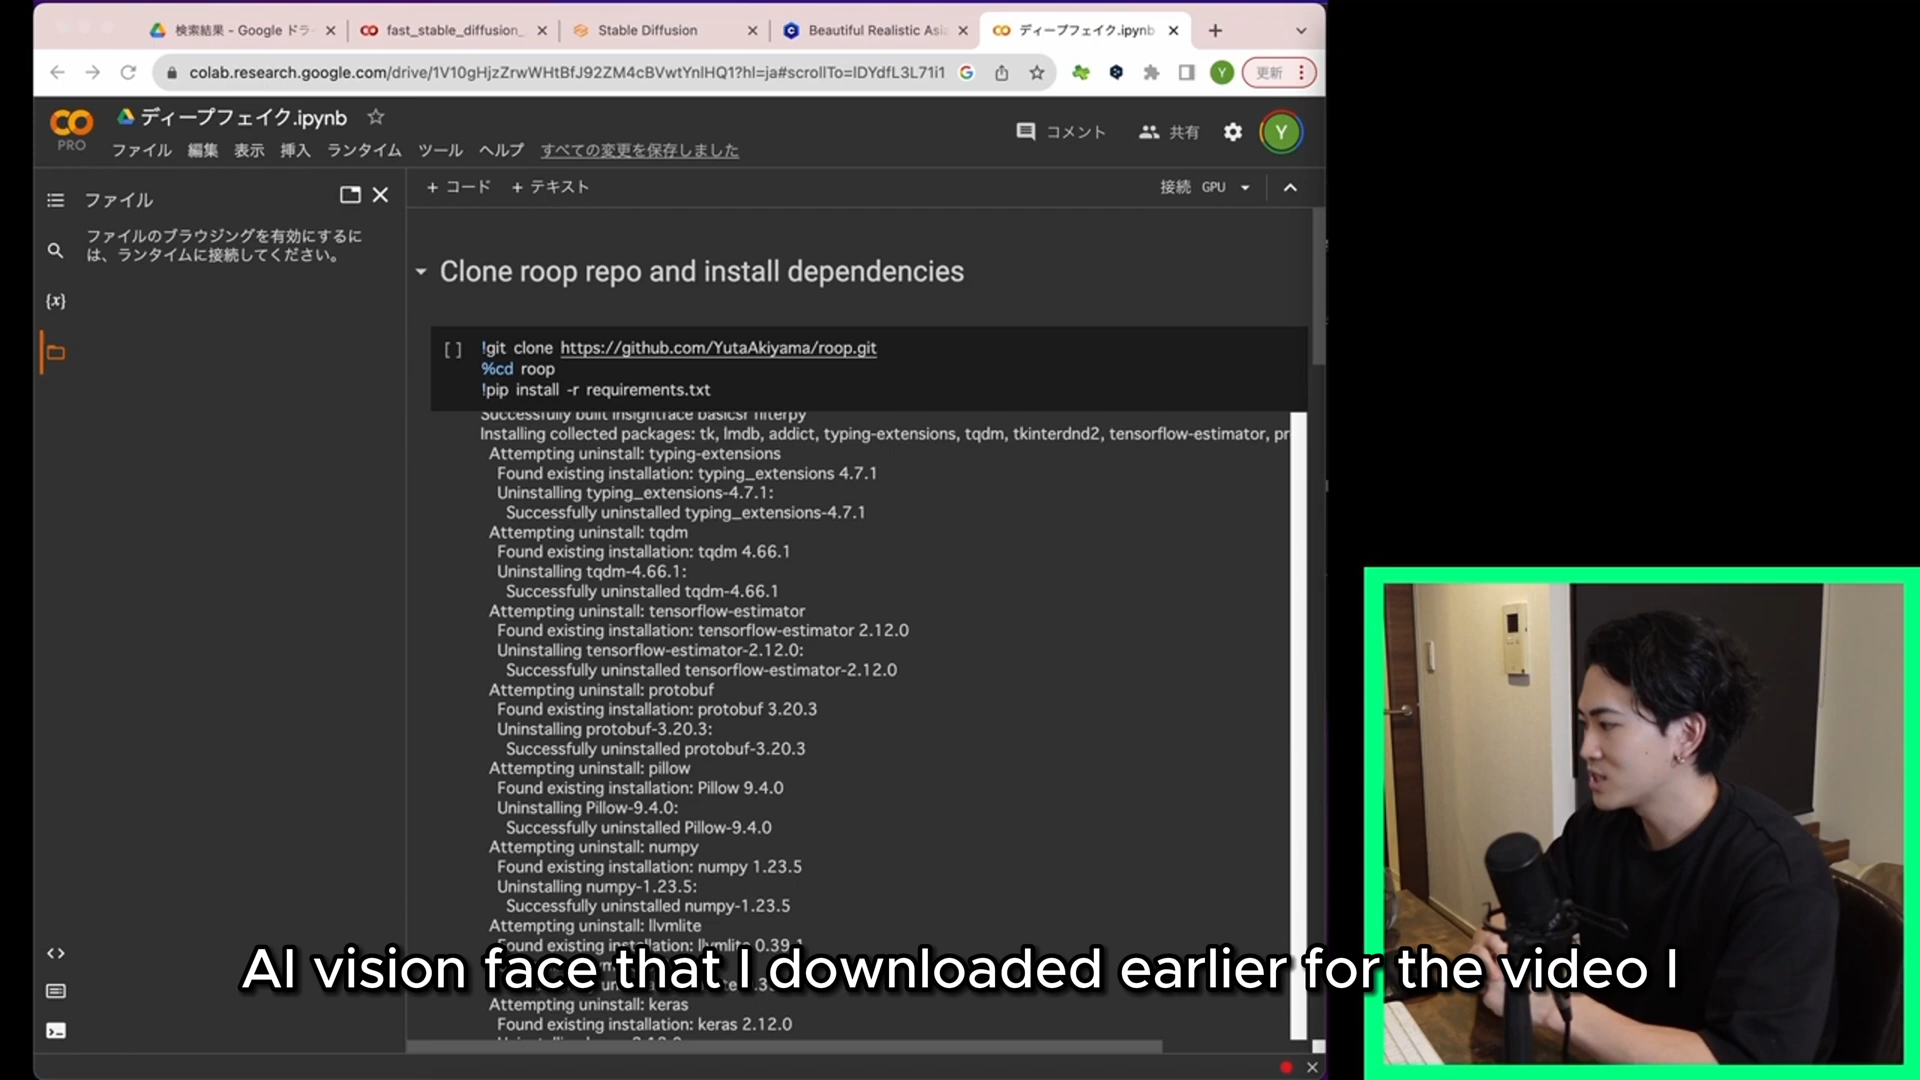 検索結果 - Google ドラ
fast_stable_diffusion_
Stable Diffusion
Beautiful Realistic Asia
ディープフェイク.ipynb
colab.research.google.com/drive/1V10gHjzZrwWHtBfJ92ZM4cBVwtYnlHQ1?hl=ja#scrollTo=lDYdfL3L71i1
Y
更新
PRO
ディープフェイク.ipynb
ファイル 編集 表示 挿入 ランタイム ツール ヘルプ すべての変更を保存しました
コメント 共有 Y
ファイル
ファイルのブラウジングを有効にするに
は、ランタイムに接続してください。
{x}
+ コード + テキスト
接続 GPU
Clone roop repo and install dependencies
[ ] !git clone https://github.com/YutaAkiyama/roop.git
%cd roop
!pip install -r requirements.txt
Successfully built insightface basicsr filterpy
Installing collected packages: tk, lmdb, addict, typing-extensions, tqdm, tkinterdnd2, tensorflow-estimator, pr
Attempting uninstall: typing-extensions
Found existing installation: typing_extensions 4.7.1
Uninstalling typing_extensions-4.7.1:
Successfully uninstalled typing_extensions-4.7.1
Attempting uninstall: tqdm
Found existing installation: tqdm 4.66.1
Uninstalling tqdm-4.66.1:
Successfully uninstalled tqdm-4.66.1
Attempting uninstall: tensorflow-estimator
Found existing installation: tensorflow-estimator 2.12.0
Uninstalling tensorflow-estimator-2.12.0:
Successfully uninstalled tensorflow-estimator-2.12.0
Attempting uninstall: protobuf
Found existing installation: protobuf 3.20.3
Uninstalling protobuf-3.20.3:
Successfully uninstalled protobuf-3.20.3
Attempting uninstall: pillow
Found existing installation: Pillow 9.4.0
Uninstalling Pillow-9.4.0:
Successfully uninstalled Pillow-9.4.0
Attempting uninstall: numpy
Found existing installation: numpy 1.23.5
Uninstalling numpy-1.23.5:
Successfully uninstalled numpy-1.23.5
Attempting uninstall: llvmlite
Found existing installation: llvmlite 0.39.1
AI vision face that I downloaded earlier for the video I
Attempting uninstall: keras
Found existing installation: keras 2.12.0